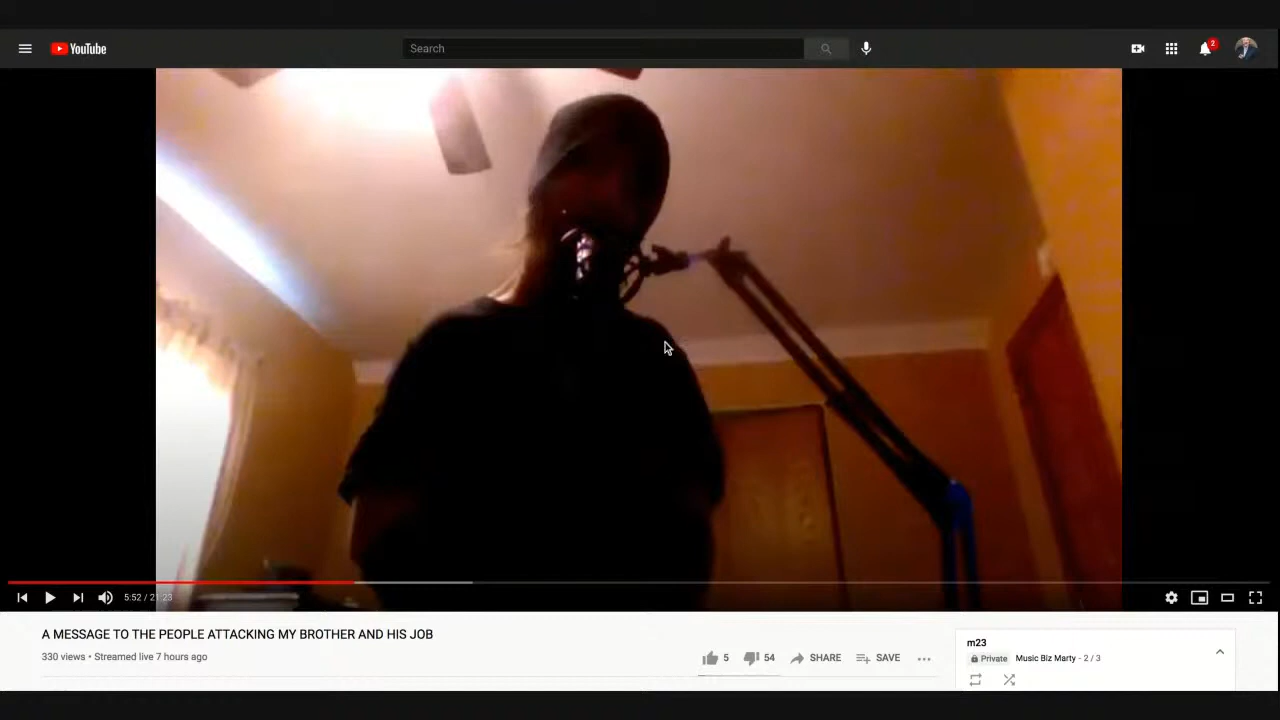 YouTube
Search
2
5:52 / 21:23
A MESSAGE TO THE PEOPLE ATTACKING MY BROTHER AND HIS JOB
330 views • Streamed live 7 hours ago
5
54
SHARE
SAVE
m23
Private Music Biz Marty - 2 / 3